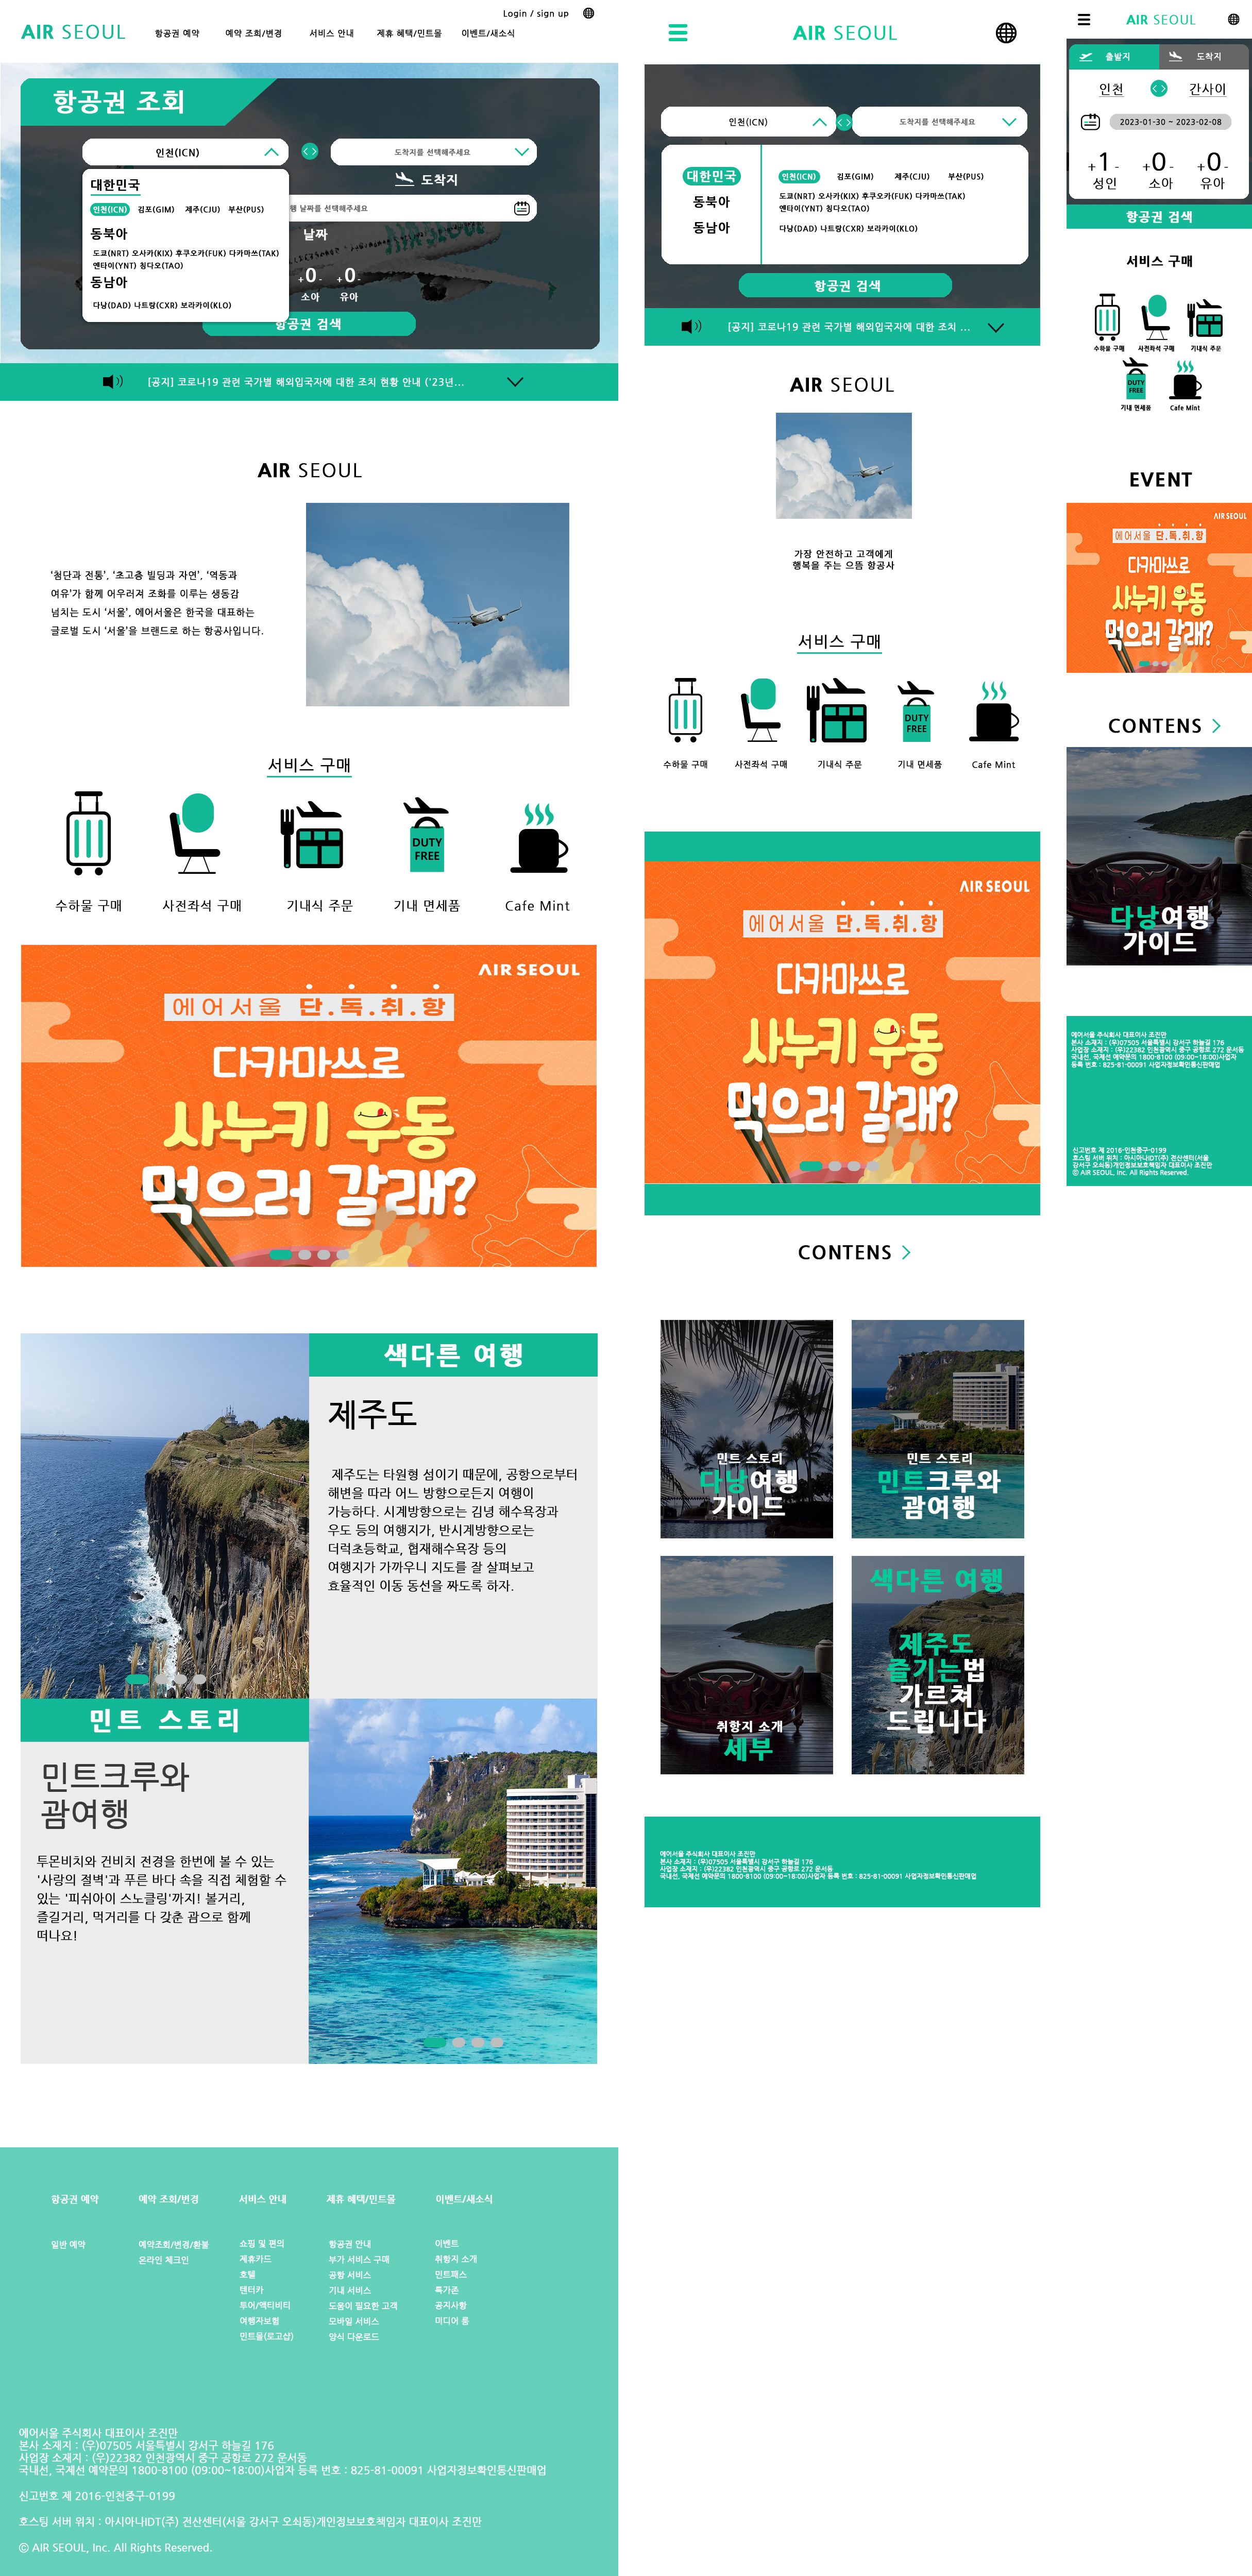 Login / sign up
AIR SEOUL
항공권 예약 예약 조회/변경 서비스 안내 제휴 혜택/민트몰 이벤트/새소식
항공권 조회
인천(ICN)
도착지를 선택해주세요
도착지
대한민국
인천(ICN) 김포(GIM) 제주(CJU) 부산(PUS)
동북아
도쿄(NRT) 오사카(KIX) 후쿠오카(FUK) 다카마쓰(TAK)
옌타이(YNT) 칭다오(TAO)
동남아
다낭(DAD) 나트랑(CXR) 보라카이(KLO)
행 날짜를 선택해주세요
날짜
+0- +0-
소아 유아
항공권 검색
[공지] 코로나19 관련 국가별 해외입국자에 대한 조치 현황 안내 ('23년...
AIR SEOUL
‘첨단과 전통’, ‘초고층 빌딩과 자연’, ‘역동과
여유’가 함께 어우러져 조화를 이루는 생동감
넘치는 도시 ‘서울’, 에어서울은 한국을 대표하는
글로벌 도시 ‘서울’을 브랜드로 하는 항공사입니다.
서비스 구매
DUTY
FREE
수하물 구매 사전좌석 구매 기내식 주문 기내 면세품 Cafe Mint
AIR SEOUL
에어서울 단.독.취.항
다카마쓰로
사누키 우동
먹으러 갈래?
색다른 여행
제주도
제주도는 타원형 섬이기 때문에, 공항으로부터
해변을 따라 어느 방향으로든지 여행이
가능하다. 시계방향으로는 김녕 해수욕장과
우도 등의 여행지가, 반시계방향으로는
더럭초등학교, 협재해수욕장 등의
여행지가 가까우니 지도를 잘 살펴보고
효율적인 이동 동선을 짜도록 하자.
민트 스토리
민트크루와
괌여행
투몬비치와 건비치 전경을 한번에 볼 수 있는
'사랑의 절벽'과 푸른 바다 속을 직접 체험할 수
있는 '피쉬아이 스노클링'까지! 볼거리,
즐길거리, 먹거리를 다 갖춘 괌으로 함께
떠나요!
항공권 예약 예약 조회/변경 서비스 안내 제휴 혜택/민트몰 이벤트/새소식
일반 예약
예약조회/변경/환불
온라인 체크인
쇼핑 및 편의
제휴카드
호텔
텐터카
투어/액티비티
여행자보험
민트몰(로고샵)
항공권 안내
부가 서비스 구매
공항 서비스
기내 서비스
도움이 필요한 고객
모바일 서비스
양식 다운로드
이벤트
취항지 소개
민트패스
특가존
공지사항
미디어 룸
에어서울 주식회사 대표이사 조진만
본사 소재지 : (우)07505 서울특별시 강서구 하늘길 176
사업장 소재지 : (우)22382 인천광역시 중구 공항로 272 운서동
국내선, 국제선 예약문의 1800-8100 (09:00~18:00)사업자 등록 번호 : 825-81-00091 사업자정보확인통신판매업
신고번호 제 2016-인천중구-0199
호스팅 서버 위치 : 아시아나IDT(주) 전산센터(서울 강서구 오쇠동)개인정보보호책임자 대표이사 조진만
© AIR SEOUL, Inc. All Rights Reserved.
AIR SEOUL
인천(ICN)
도착지를 선택해주세요
대한민국
동북아
동남아
인천(ICN) 김포(GIM) 제주(CJU) 부산(PUS)
도쿄(NRT) 오사카(KIX) 후쿠오카(FUK) 다카마쓰(TAK)
옌타이(YNT) 칭다오(TAO)
다낭(DAD) 나트랑(CXR) 보라카이(KLO)
항공권 검색
[공지] 코로나19 관련 국가별 해외입국자에 대한 조치 ...
AIR SEOUL
가장 안전하고 고객에게
행복을 주는 으뜸 항공사
서비스 구매
DUTY
FREE
수하물 구매 사전좌석 구매 기내식 주문 기내 면세품 Cafe Mint
AIR SEOUL
에어서울 단.독.취.항
다카마쓰로
사누키 우동
먹으러 갈래?
CONTENS
민트 스토리
다낭여행
가이드
민트 스토리
민트크루와
괌여행
취항지 소개
세부
색다른 여행
제주도
즐기는법
가르쳐
드립니다
에어서울 주식회사 대표이사 조진만
본사 소재지 : (우)07505 서울특별시 강서구 하늘길 176
사업장 소재지 : (우)22382 인천광역시 중구 공항로 272 운서동
국내선, 국제선 예약문의 1800-8100 (09:00~18:00)사업자 등록 번호 : 825-81-00091 사업자정보확인통신판매업
AIR SEOUL
출발지 도착지
인천 간사이
2023-01-30 ~ 2023-02-08
+1- +0- +0-
성인 소아 유아
항공권 검색
서비스 구매
수하물 구매 사전좌석 구매 기내식 주문
DUTY
FREE
기내 면세품 Cafe Mint
EVENT
AIR SEOUL
에어서울 단.독.취.항
다카마쓰로
사누키 우동
먹으러 갈래?
CONTENS
다낭여행
가이드
에어서울 주식회사 대표이사 조진만
본사 소재지 : (우)07505 서울특별시 강서구 하늘길 176
사업장 소재지 : (우)22382 인천광역시 중구 공항로 272 운서동
국내선, 국제선 예약문의 1800-8100 (09:00~18:00)사업자
등록 번호 : 825-81-00091 사업자정보확인통신판매업
신고번호 제 2016-인천중구-0199
호스팅 서버 위치 : 아시아나IDT(주) 전산센터(서울
강서구 오쇠동)개인정보보호책임자 대표이사 조진만
© AIR SEOUL, Inc. All Rights Reserved.